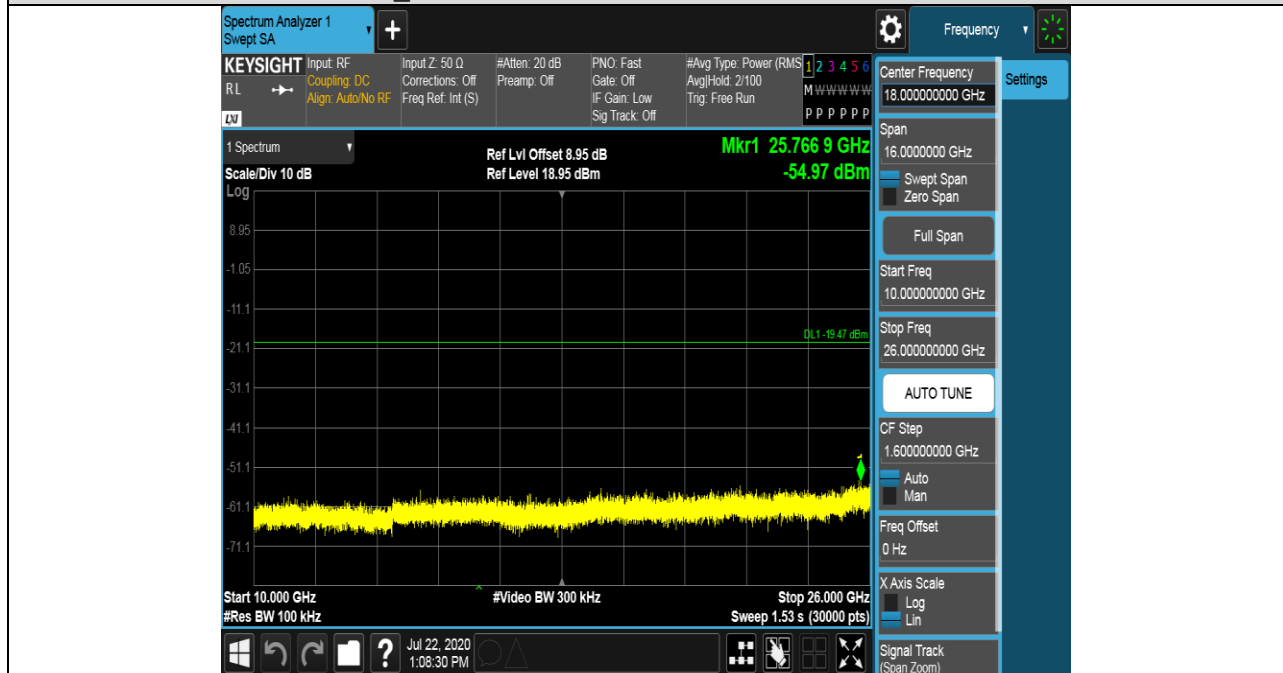 Spectrum Analyzer 1
Swept SA
+
Frequency
KEYSIGHT
RL
LXI
Input: RF
Coupling: DC
Align: Auto/No RF
Input Z: 50 Ω
Corrections: Off
Freq Ref: Int (S)
#Atten: 20 dB
Preamp: Off
PNO: Fast
Gate: Off
IF Gain: Low
Sig Track: Off
#Avg Type: Power (RMS
Avg|Hold: 2/100
Trig: Free Run
1 2 3 4 5 6
M W W W W W
P P P P P P
1 Spectrum
Scale/Div 10 dB
Log
Ref Lvl Offset 8.95 dB
Ref Level 18.95 dBm
Mkr1 25.766 9 GHz
-54.97 dBm
8.95
-1.05
-11.1
DL1 -19.47 dBm
-21.1
-31.1
-41.1
-51.1
1
-61.1
-71.1
Start 10.000 GHz
#Res BW 100 kHz
#Video BW 300 kHz
Stop 26.000 GHz
Sweep 1.53 s (30000 pts)
?
Jul 22, 2020
1:08:30 PM
Center Frequency
18.000000000 GHz
Span
16.0000000 GHz
Swept Span
Zero Span
Full Span
Start Freq
10.000000000 GHz
Stop Freq
26.000000000 GHz
AUTO TUNE
CF Step
1.600000000 GHz
Auto
Man
Freq Offset
0 Hz
X Axis Scale
Log
Lin
Signal Track
(Span Zoom)
Settings